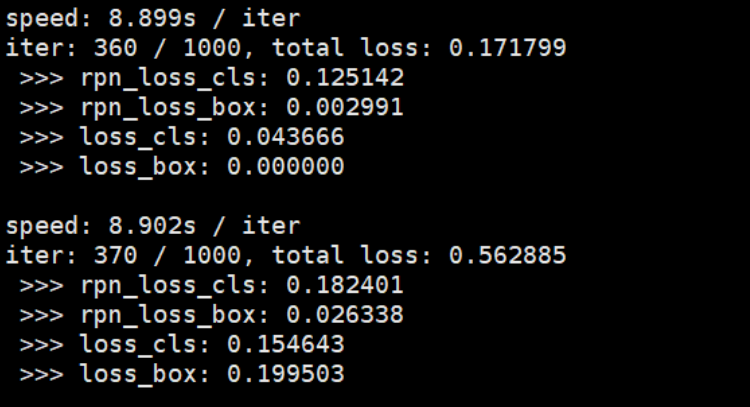 speed: 8.899s / iter
iter: 360 / 1000, total loss: 0.171799
>>> rpn_loss_cls: 0.125142
>>> rpn_loss_box: 0.002991
>>> loss_cls: 0.043666
>>> loss_box: 0.000000
speed: 8.902s / iter
iter: 370 / 1000, total loss: 0.562885
>>> rpn_loss_cls: 0.182401
>>> rpn_loss_box: 0.026338
>>> loss_cls: 0.154643
>>> loss_box: 0.199503